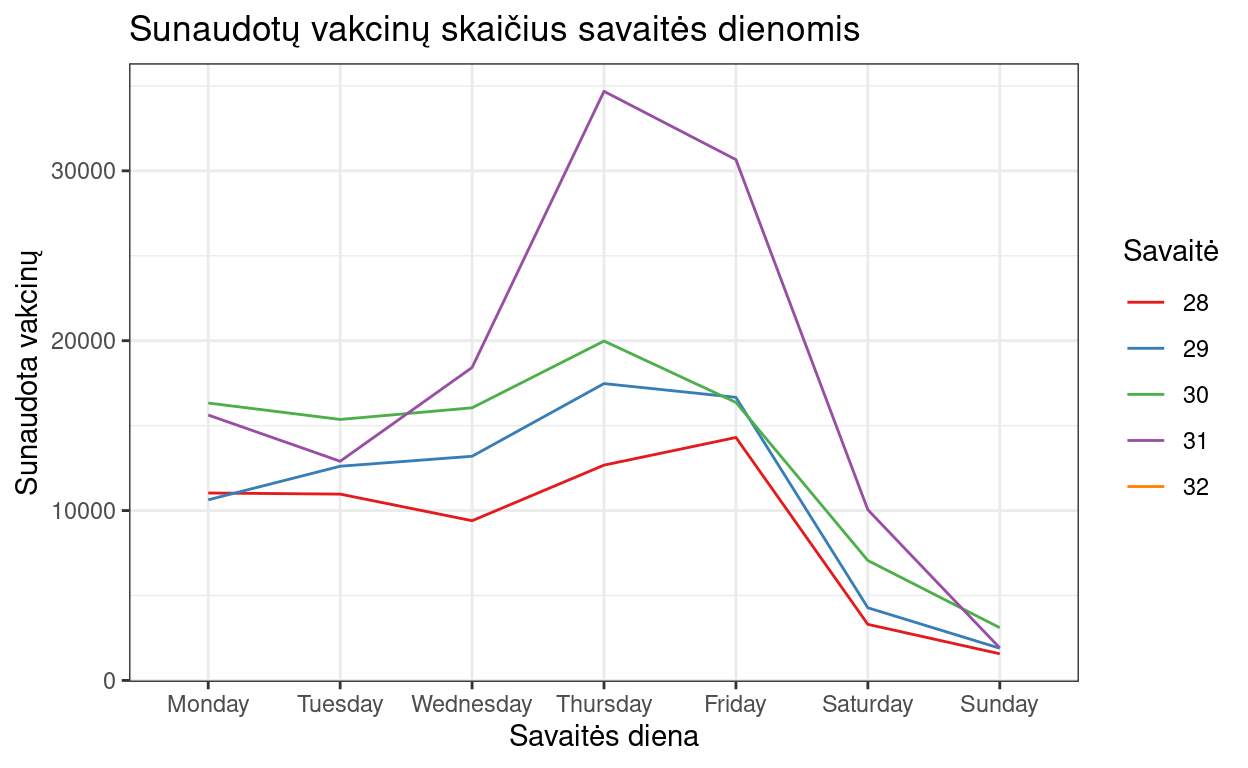 Sunaudotų vakcinų skaičius savaitės dienomis
Sunaudota vakcinų
30000
20000
10000
0
Monday Tuesday Wednesday Thursday Friday Saturday Sunday
Savaitės diena
Savaitė
28
29
30
31
32